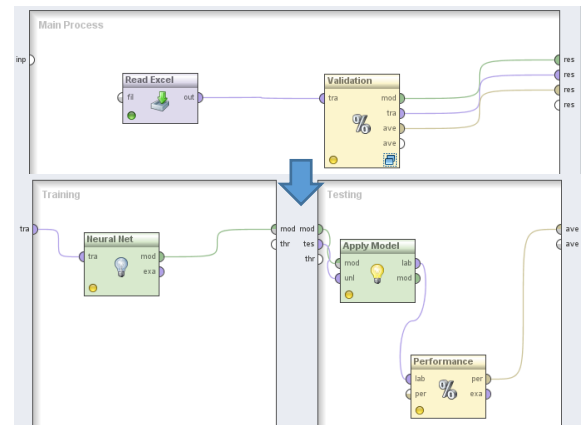 Main Process
inp
res
res
res
res
Read Excel
fil
out
Validation
tra
mod
tra
ave
ave
Training
tra
Neural Net
tra
mod
exa
mod
thr
Testing
mod
tes
thr
Apply Model
mod
lab
unl
mod
Performance
lab
per
per
exa
ave
ave